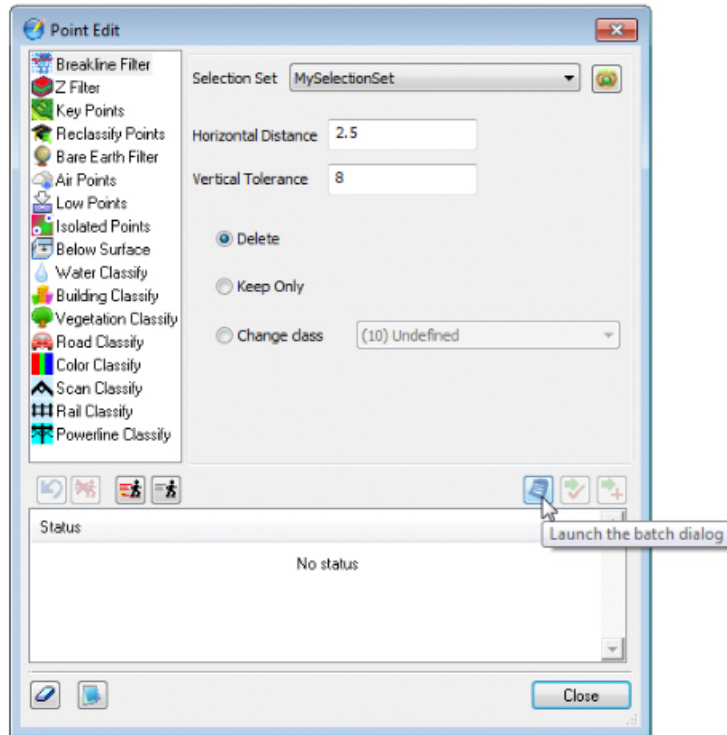 Point Edit
Breakline Filter
Z Filter
Key Points
Reclassify Points
Bare Earth Filter
Air Points
Low Points
Isolated Points
Below Surface
Water Classify
Building Classify
Vegetation Classify
Road Classify
Color Classify
Scan Classify
Rail Classify
Powerline Classify
Selection Set MySelectionSet
Horizontal Distance 2.5
Vertical Tolerance 8
Delete
Keep Only
Change class (10) Undefined
Launch the batch dialog
Status
No status
Close